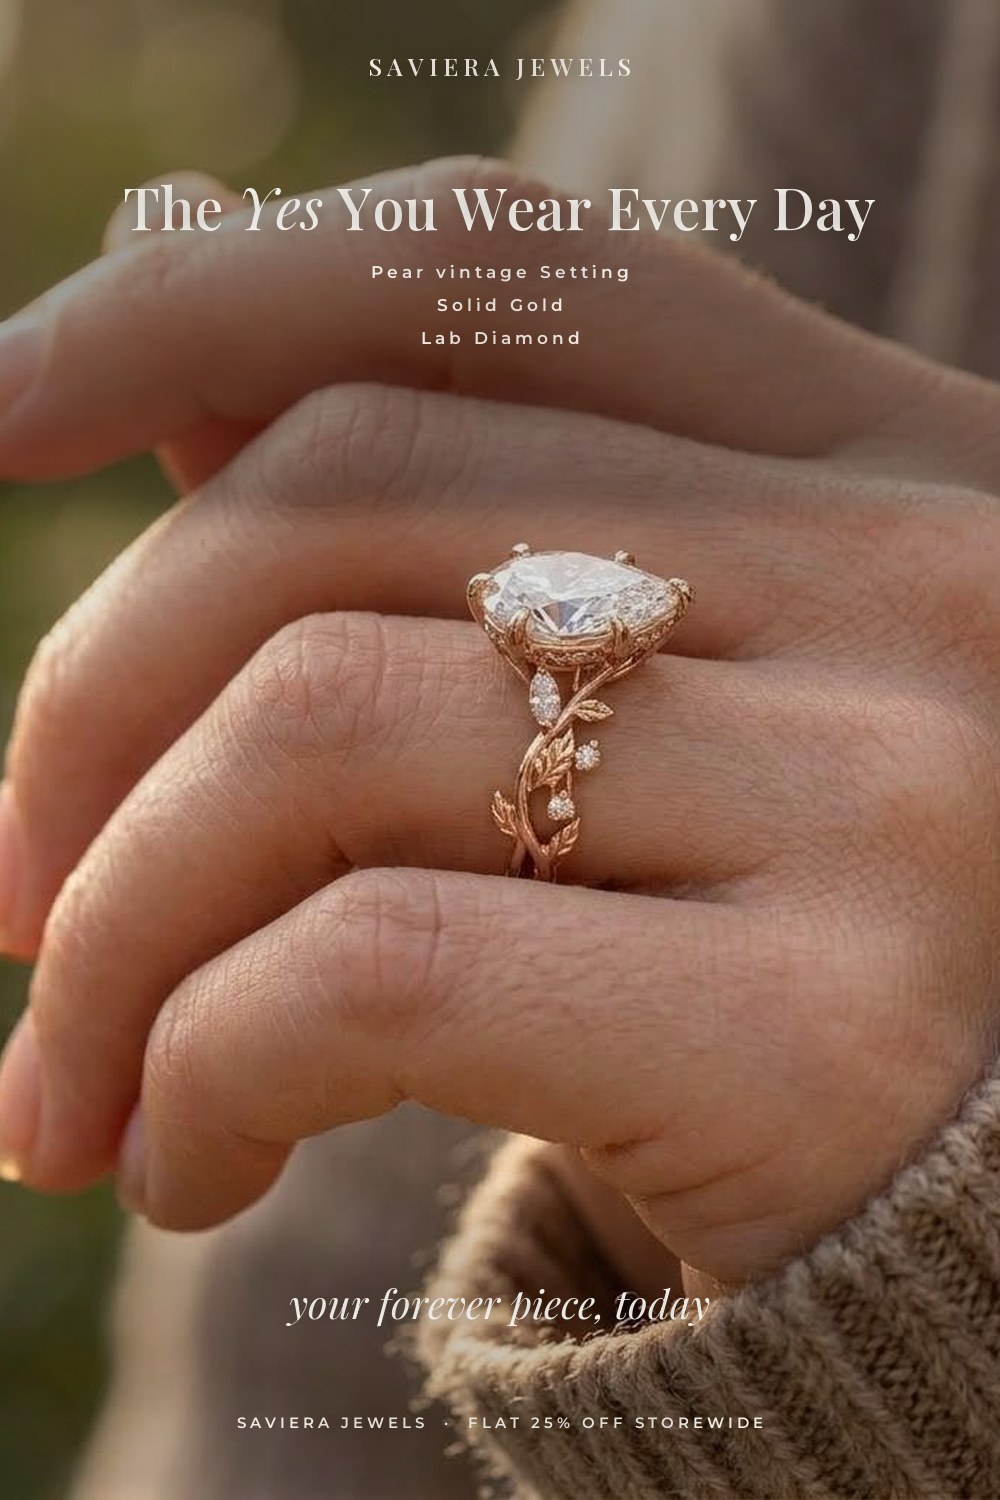 SAVIERA JEWELS
The Yes You Wear Every Day
Pear vintage Setting
Solid Gold
Lab Diamond
your forever piece, today
SAVIERA JEWELS · FLAT 25% OFF STOREWIDE